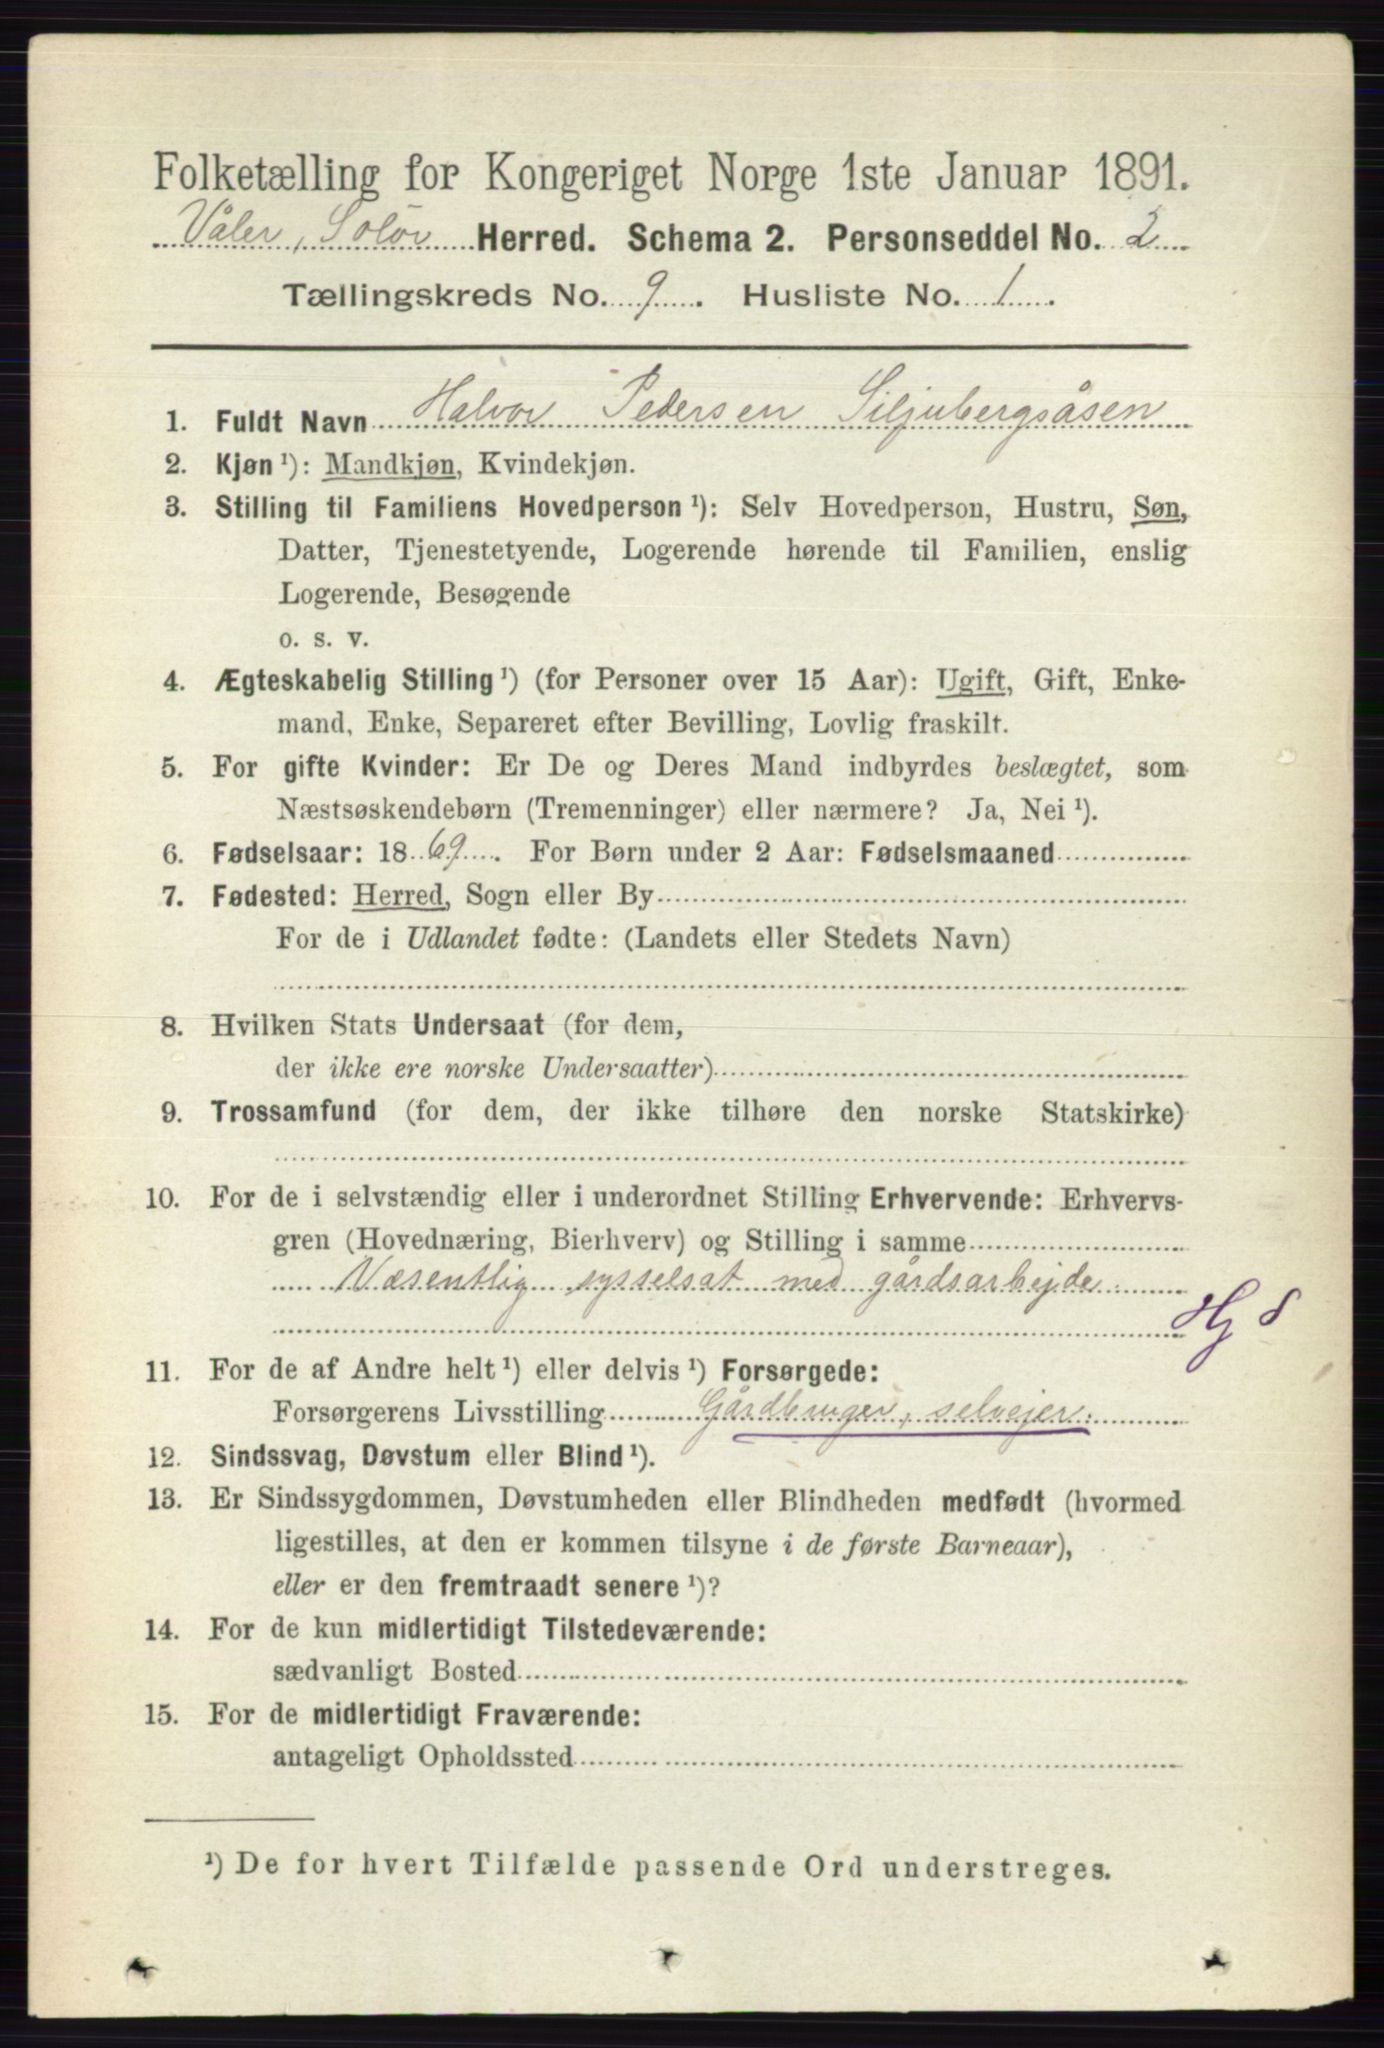 Folketælling for Kongeriget Norge 1ste Januar 1891.
Våler, Solør Herred. Schema 2. Personseddel No. 2
Tællingskreds No. 9. Husliste No. 1.
1. Fuldt Navn Halvor Pedersen Siljubergsåsen
2. Kjøn ¹): Mandkjøn, Kvindekjøn.
3. Stilling til Familiens Hovedperson ¹): Selv Hovedperson, Hustru, Søn,
Datter, Tjenestetyende, Logerende hørende til Familien, enslig
Logerende, Besøgende
o. s. v.
4. Ægteskabelig Stilling ¹) (for Personer over 15 Aar): Ugift, Gift, Enke-
mand, Enke, Separeret efter Bevilling, Lovlig fraskilt.
5. For gifte Kvinder: Er De og Deres Mand indbyrdes beslægtet, som
Næstsøskendebørn (Tremenninger) eller nærmere? Ja, Nei ¹).
6. Fødselsaar: 1869. For Børn under 2 Aar: Fødselsmaaned
7. Fødested: Herred, Sogn eller By
For de i Udlandet fødte: (Landets eller Stedets Navn)
8. Hvilken Stats Undersaat (for dem,
der ikke ere norske Undersaatter)
9. Trossamfund (for dem, der ikke tilhøre den norske Statskirke)
10. For de i selvstændig eller i underordnet Stilling Erhvervende: Erhvervs-
gren (Hovednæring, Bierhverv) og Stilling i samme
Væsentlig sysselsat med gårdsarbejde.
Hj 8
11. For de af Andre helt ¹) eller delvis ¹) Forsørgede:
Forsørgerens Livsstilling Gårdbruger, selvejer.
12. Sindssvag, Døvstum eller Blind ¹).
13. Er Sindssygdommen, Døvstumheden eller Blindheden medfødt (hvormed
ligestilles, at den er kommen tilsyne i de første Barneaar),
eller er den fremtraadt senere ¹)?
14. For de kun midlertidigt Tilstedeværende:
sædvanligt Bosted
15. For de midlertidigt Fraværende:
antageligt Opholdssted
¹) De for hvert Tilfælde passende Ord understreges.